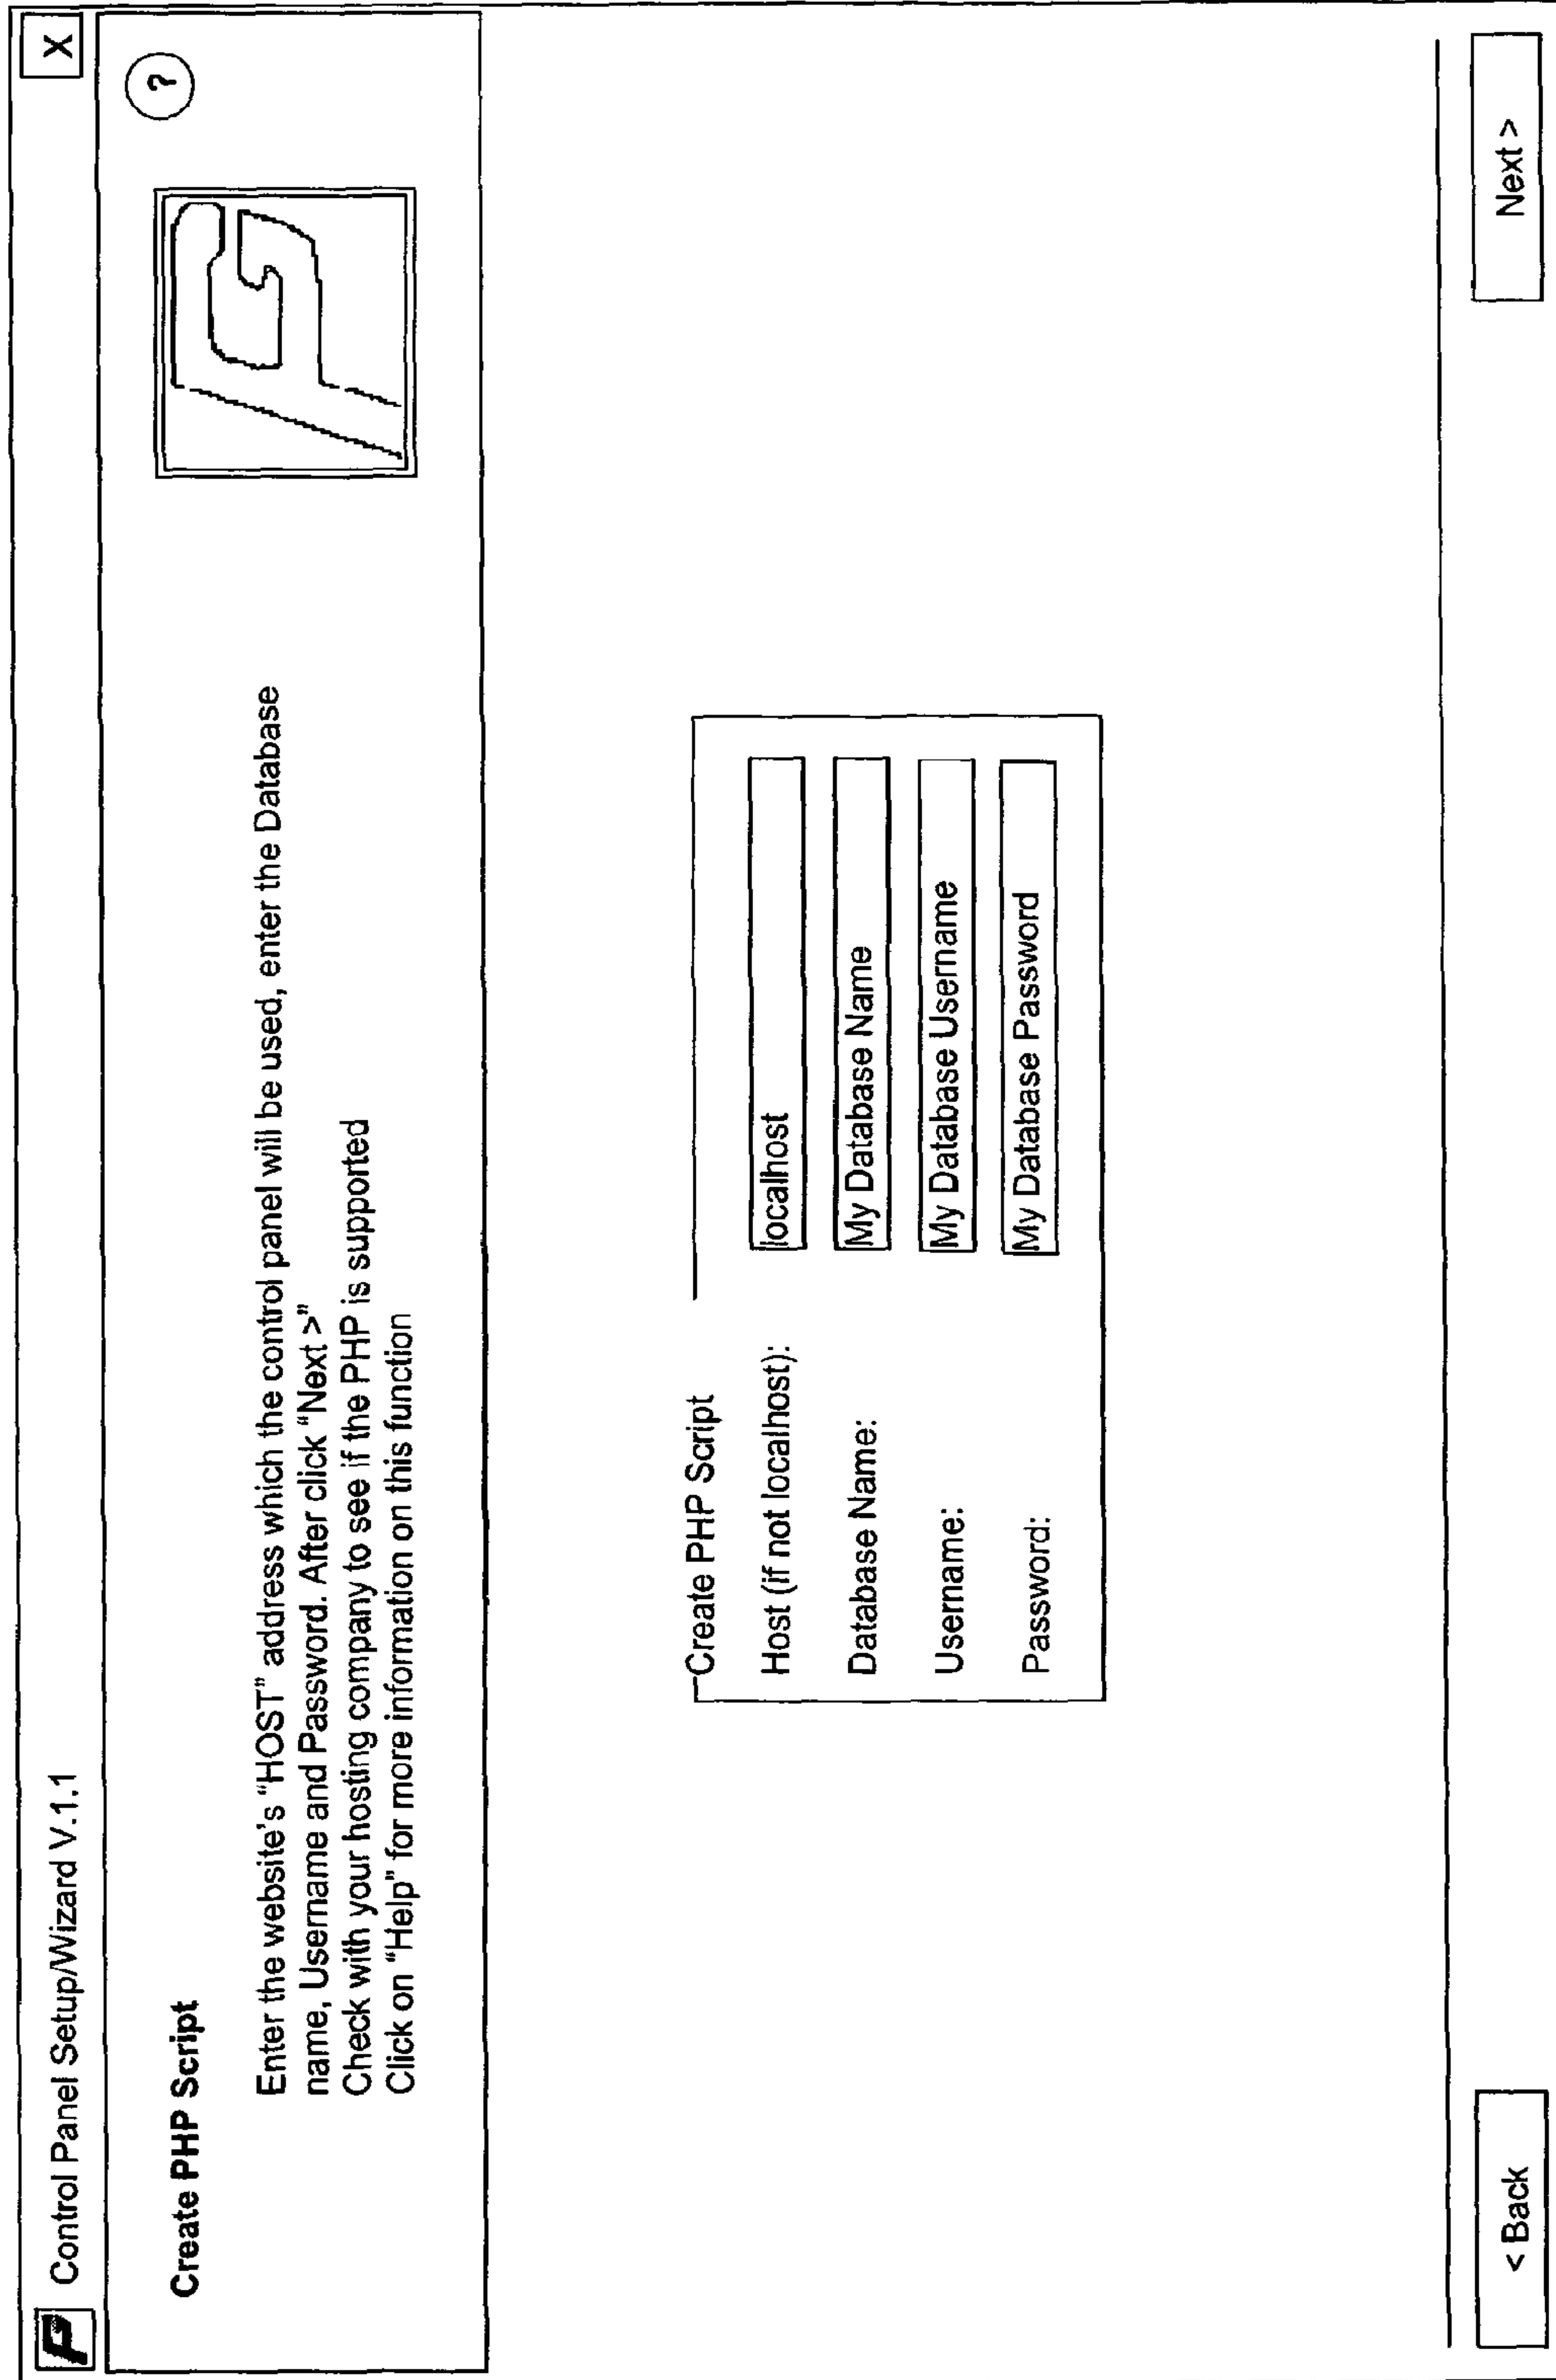 Control Panel Setup/Wizard V.1.1
X
Create PHP Script
?
Enter the website's "HOST" address which the control panel will be used, enter the Database
name, Username and Password. After click "Next >"
Check with your hosting company to see if the PHP is supported
Click on "Help" for more information on this function
Create PHP Script
Host (if not localhost): localhost
Database Name: My Database Name
Username: My Database Username
Password: My Database Password
< Back
Next >